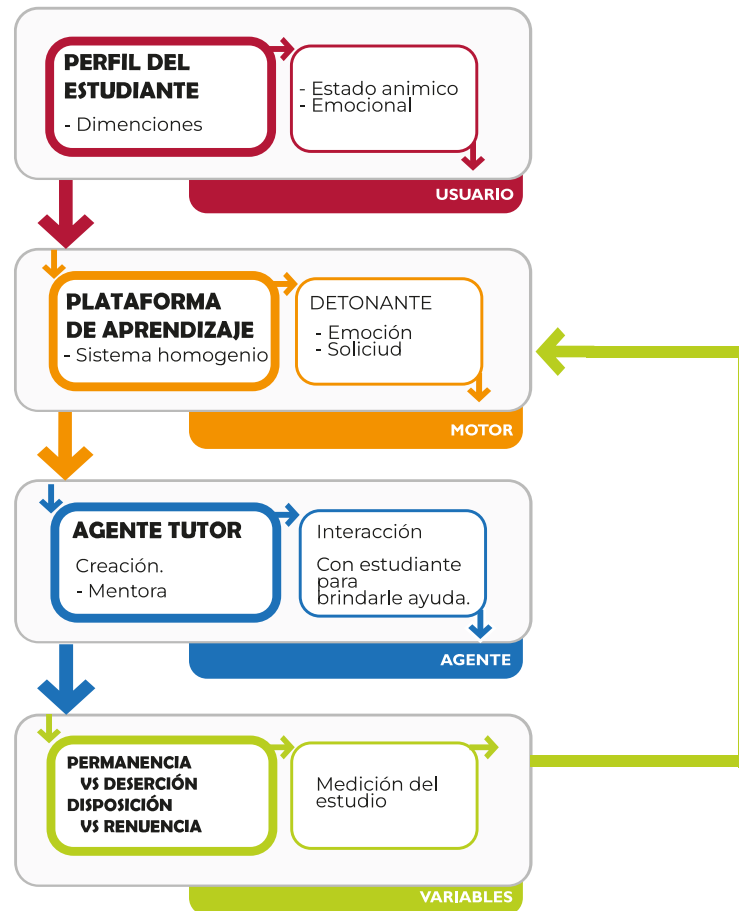 PERFIL DEL
ESTUDIANTE
- Dimenciones
- Estado animico
- Emocional
USUARIO
PLATAFORMA
DE APRENDIZAJE
- Sistema homogenio
DETONANTE
- Emoción
- Soliciud
MOTOR
AGENTE TUTOR
Creación.
- Mentora
Interacción
Con estudiante
para
brindarle ayuda.
AGENTE
PERMANENCIA
VS DESERCIÓN
DISPOSICIÓN
VS RENUENCIA
Medición del
estudio
VARIABLES